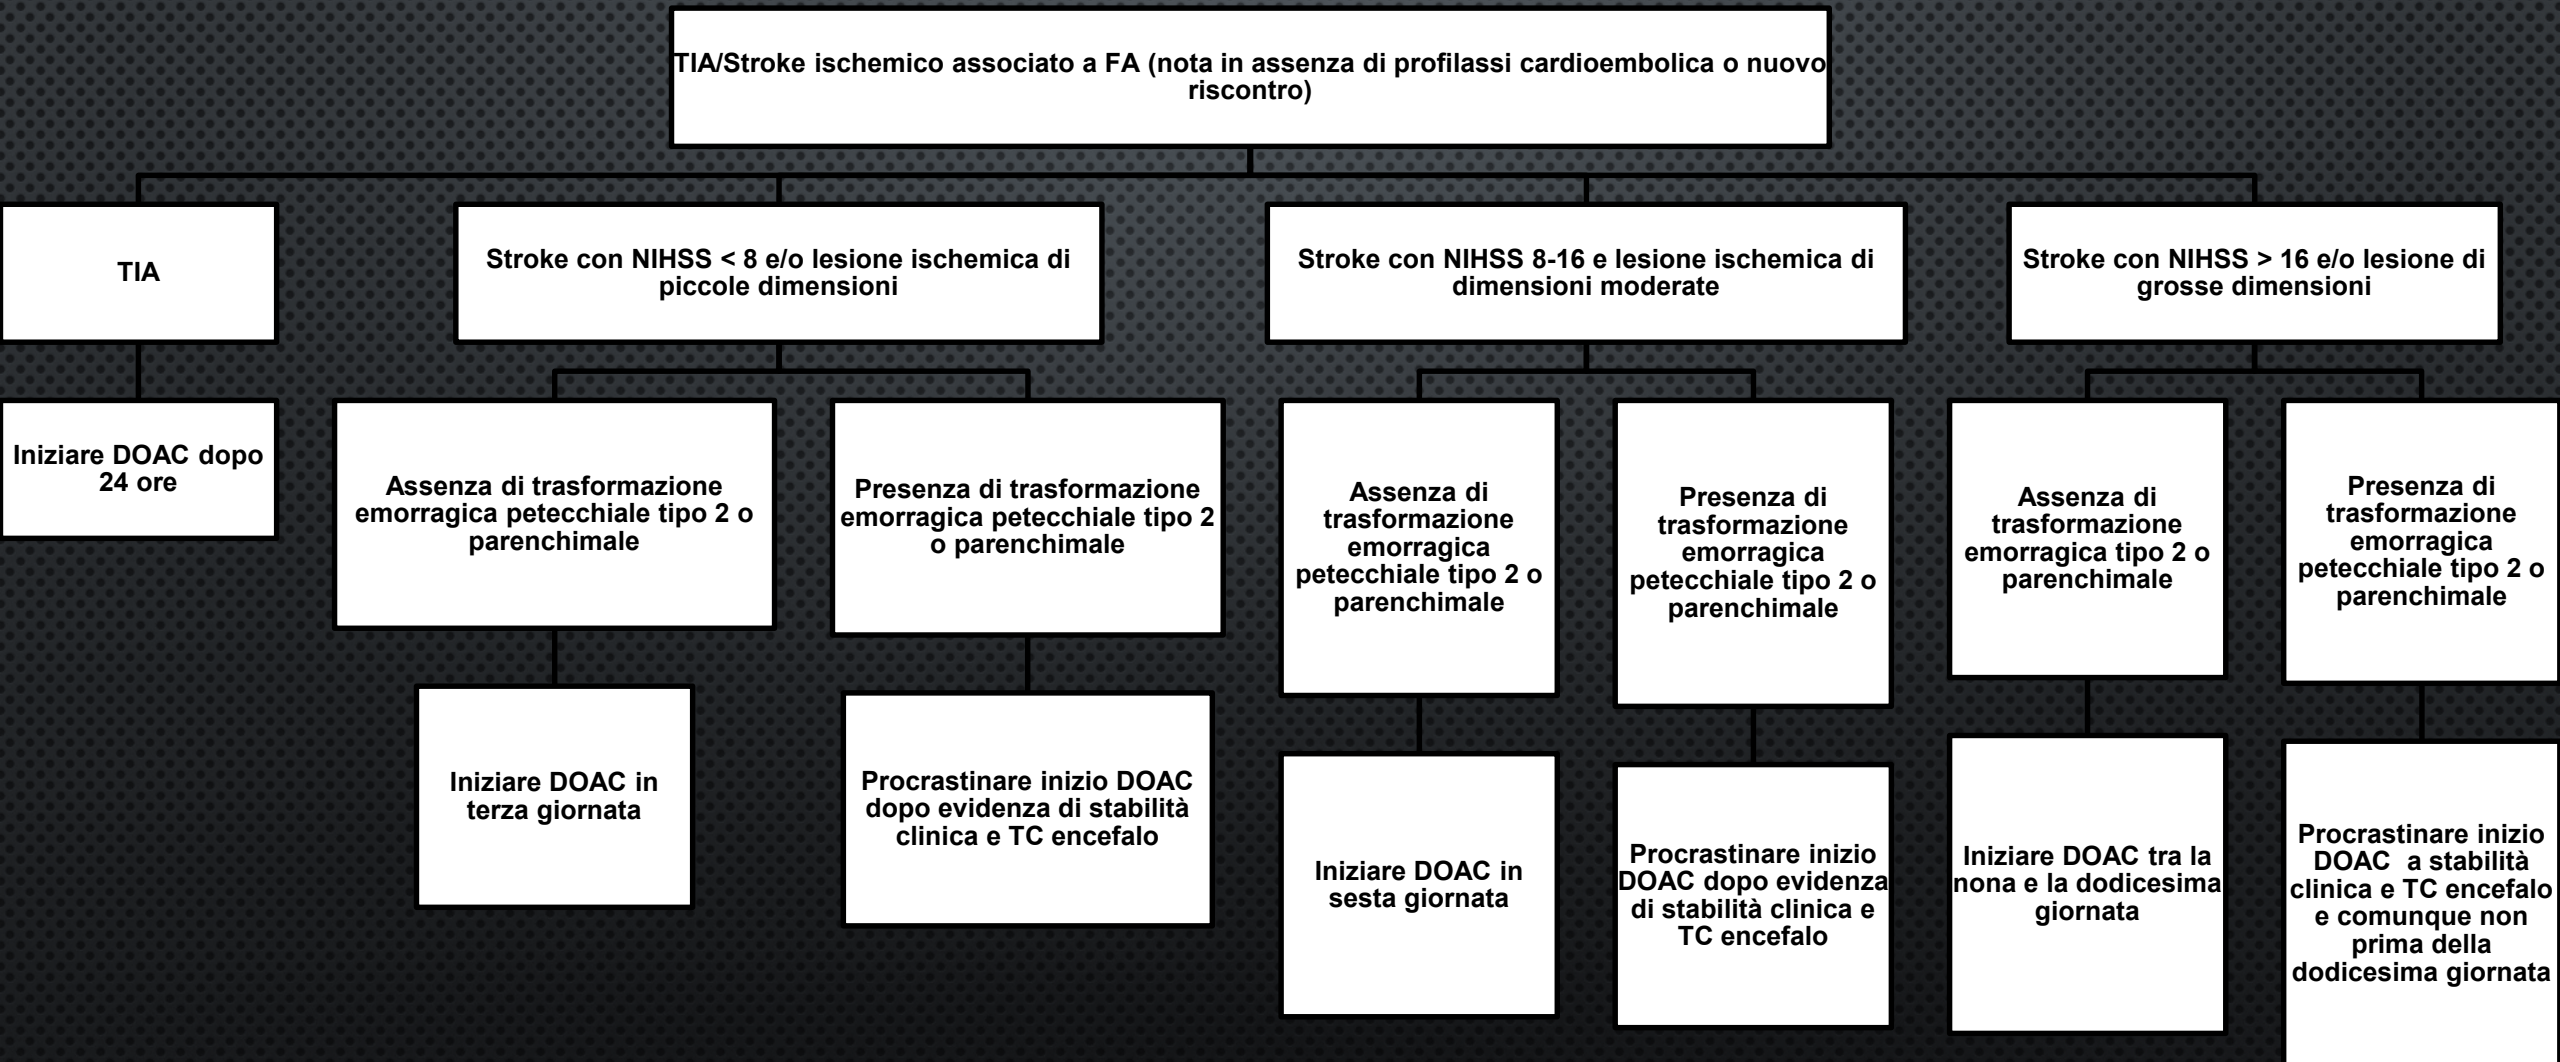 TIA/Stroke ischemico associato a FA (nota in assenza di profilassi cardioembolica o nuovo
riscontro)
TIA
Stroke con NIHSS < 8 e/o lesione ischemica di
piccole dimensioni
Stroke con NIHSS 8-16 e lesione ischemica di
dimensioni moderate
Stroke con NIHSS > 16 e/o lesione di
grosse dimensioni
Iniziare DOAC dopo
24 ore
Assenza di trasformazione
emorragica petecchiale tipo 2 o
parenchimale
Presenza di trasformazione
emorragica petecchiale tipo 2
o parenchimale
Assenza di
trasformazione
emorragica
petecchiale tipo 2 o
parenchimale
Presenza di
trasformazione
emorragica
petecchiale tipo 2 o
parenchimale
Assenza di
trasformazione
emorragica tipo 2 o
parenchimale
Presenza di
trasformazione
emorragica
petecchiale tipo 2 o
parenchimale
Iniziare DOAC in
terza giornata
Procrastinare inizio DOAC
dopo evidenza di stabilità
clinica e TC encefalo
Iniziare DOAC in
sesta giornata
Procrastinare inizio
DOAC dopo evidenza
di stabilità clinica e
TC encefalo
Iniziare DOAC tra la
nona e la dodicesima
giornata
Procrastinare inizio
DOAC  a stabilità
clinica e TC encefalo
e comunque non
prima della
dodicesima giornata